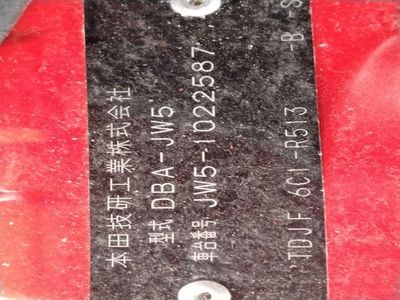 本田技研工業株式会社
型式 DBA-JW5
車台番号 JW5-1022587
TDJF 6C1-R513 -B -S